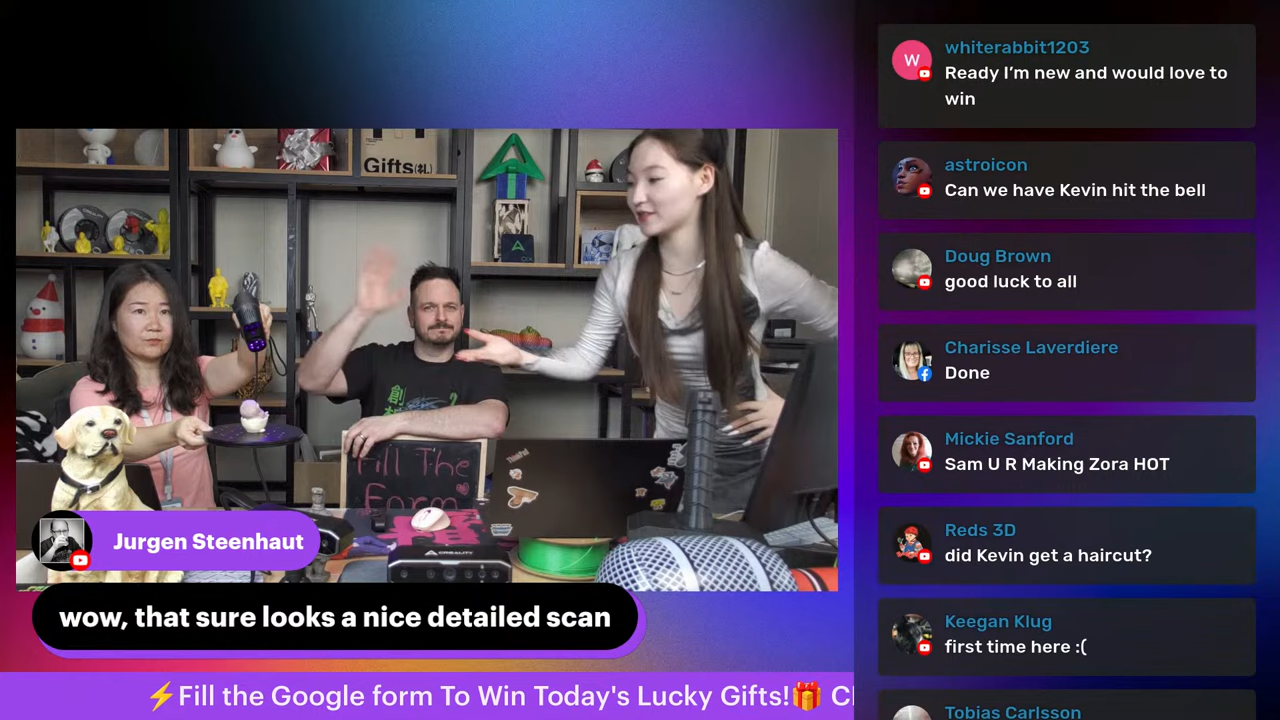 whiterabbit1203
Ready I’m new and would love to
win
astroicon
Can we have Kevin hit the bell
Doug Brown
good luck to all
Charisse Laverdiere
Done
Mickie Sanford
Sam U R Making Zora HOT
Reds 3D
did Kevin get a haircut?
Keegan Klug
first time here :(
Tobias Carlsson
Gifts(礼)
創
Fill The
Form
ThinkPad
CREALITY
Jurgen Steenhaut
wow, that sure looks a nice detailed scan
⚡Fill the Google form To Win Today's Lucky Gifts!🎁